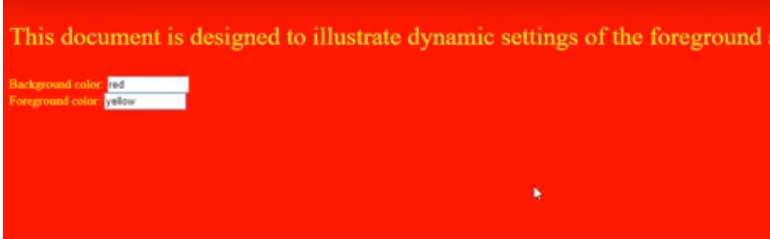 This document is designed to illustrate dynamic settings of the foreground
Background color: red
Foreground color: yellow